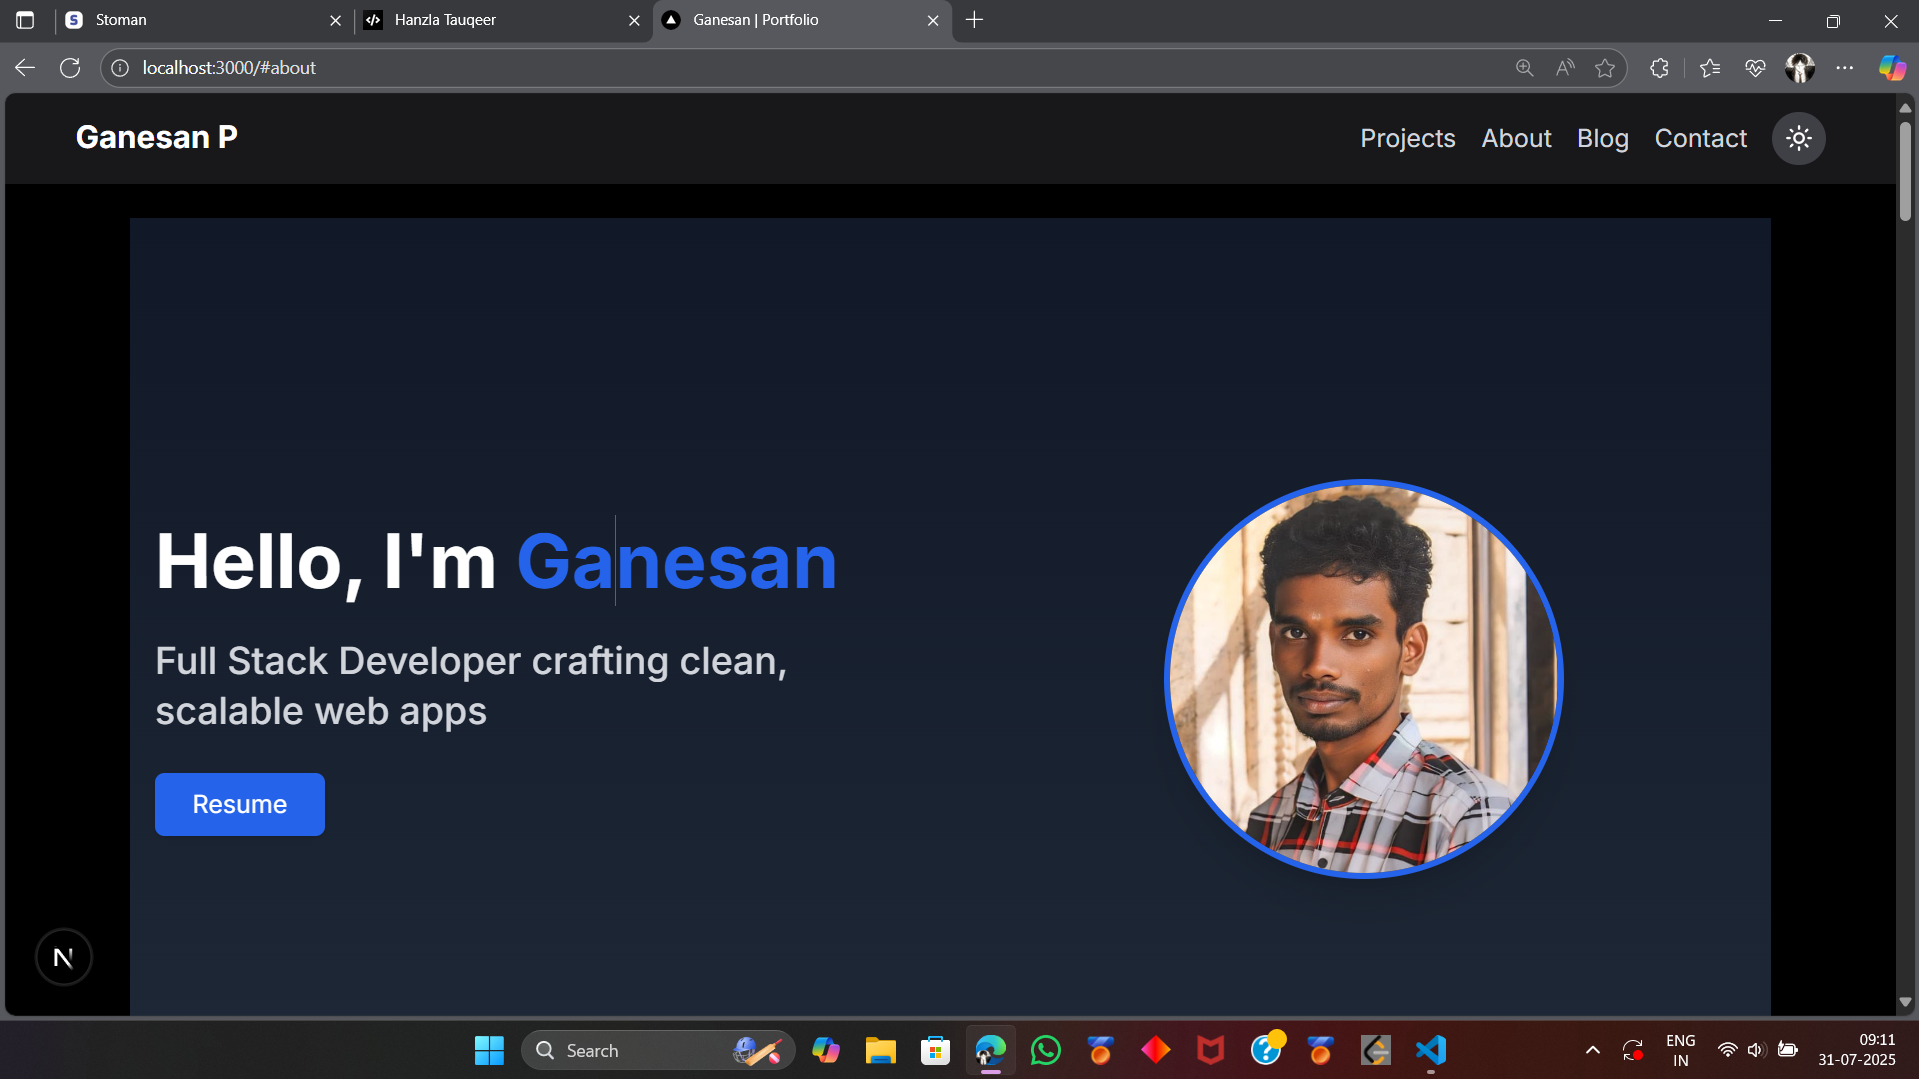 Stoman
Hanzla Tauqeer
Ganesan | Portfolio
localhost:3000/#about
Ganesan P
Projects About Blog Contact
Hello, I'm Ganesan
Full Stack Developer crafting clean,
scalable web apps
Resume
N
Search
ENG
IN
09:11
31-07-2025